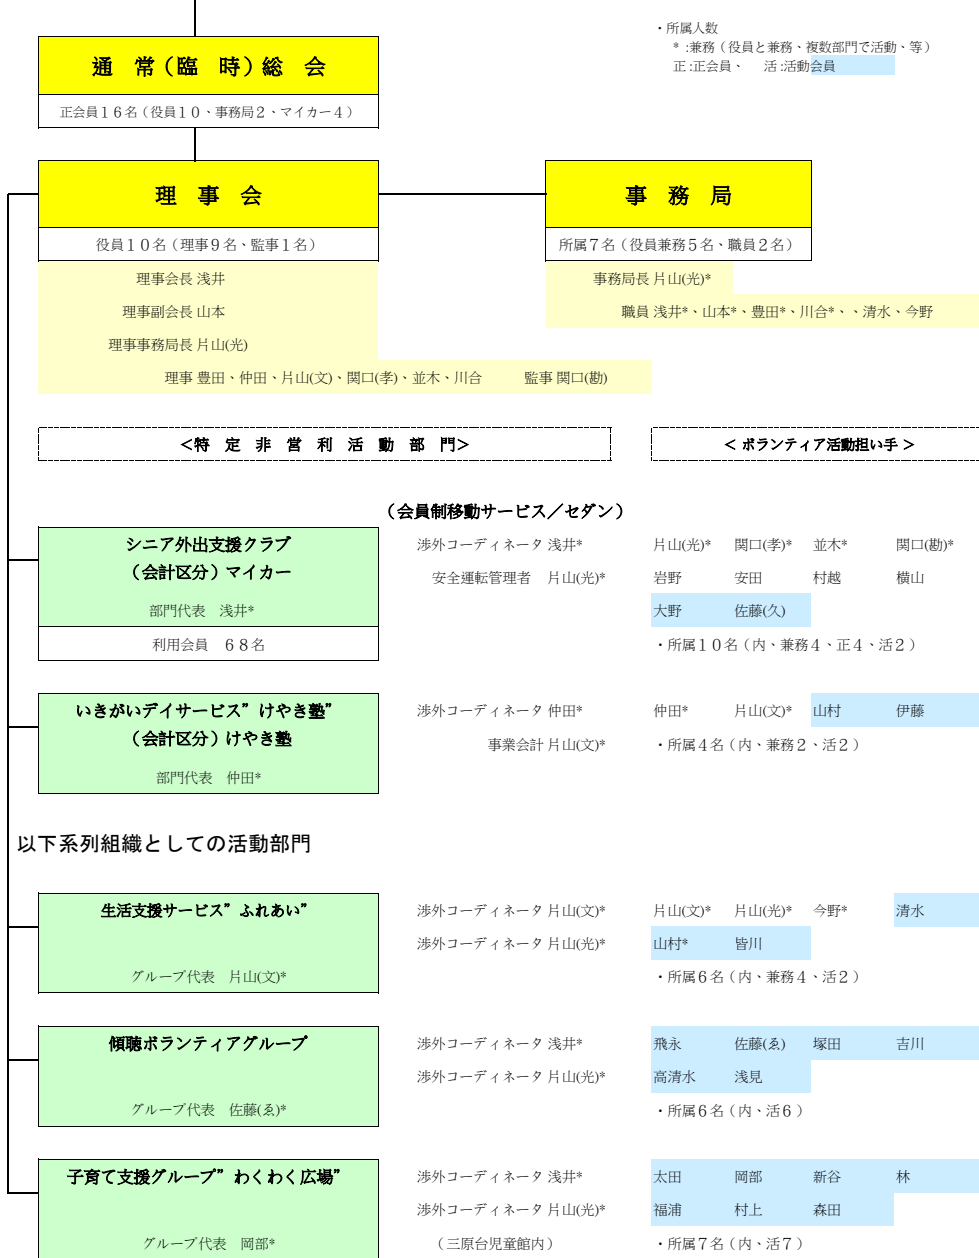 ・所属人数
* :兼務（役員と兼務、複数部門で活動、等）
正 :正会員、 活 :活動会員
通 常（臨 時）総 会
正会員１６名（役員１０、事務局２、マイカー４）
理 事 会
役員１０名（理事９名、監事１名）
理事会長 浅井
理事副会長 山本
理事事務局長 片山(光)
理事 豊田、仲田、片山(文)、関口(孝)、並木、川合 監事 関口(勘)
事 務 局
所属７名（役員兼務５名、職員２名）
事務局長 片山(光)*
職員 浅井*、山本*、豊田*、川合*、、清水、今野
＜特 定 非 営 利 活 動 部 門＞
＜ ボランティア活動担い手 ＞
（会員制移動サービス／セダン）
シニア外出支援クラブ
（会計区分）マイカー
部門代表 浅井*
利用会員 ６８名
渉外コーディネータ 浅井*
安全運転管理者 片山(光)*
片山(光)* 関口(孝)* 並木* 関口(勘)*
岩野 安田 村越 横山
大野 佐藤(久)
・所属１０名（内、兼務４、正４、活２）
いきがいデイサービス”けやき塾”
（会計区分）けやき塾
部門代表 仲田*
渉外コーディネータ 仲田*
事業会計 片山(文)*
仲田* 片山(文)* 山村 伊藤
・所属４名（内、兼務２、活２）
以下系列組織としての活動部門
生活支援サービス”ふれあい”
グループ代表 片山(文)*
渉外コーディネータ 片山(文)*
渉外コーディネータ 片山(光)*
片山(文)* 片山(光)* 今野* 清水
山村* 皆川
・所属６名（内、兼務４、活２）
傾聴ボランティアグループ
グループ代表 佐藤(ゑ)*
渉外コーディネータ 浅井*
渉外コーディネータ 片山(光)*
飛永 佐藤(ゑ) 塚田 吉川
高清水 浅見
・所属６名（内、活６）
子育て支援グループ”わくわく広場”
グループ代表 岡部*
渉外コーディネータ 浅井*
渉外コーディネータ 片山(光)*
（三原台児童館内）
太田 岡部 新谷 林
福浦 村上 森田
・所属７名（内、活７）